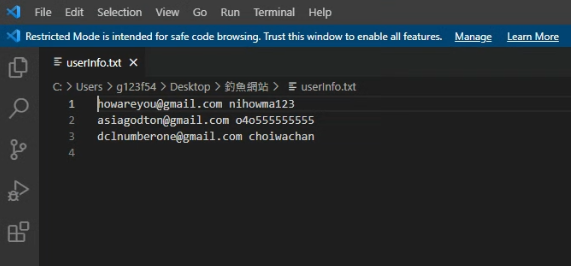 File Edit Selection View Go Run Terminal Help
Restricted Mode is intended for safe code browsing. Trust this window to enable all features. Manage Learn More
userInfo.txt
C: > Users > g123f54 > Desktop > 釣魚網站 > userInfo.txt
1 howareyou@gmail.com nihowma123
2 asiagodton@gmail.com o4o555555555
3 dclnumberone@gmail.com choiwachan
4